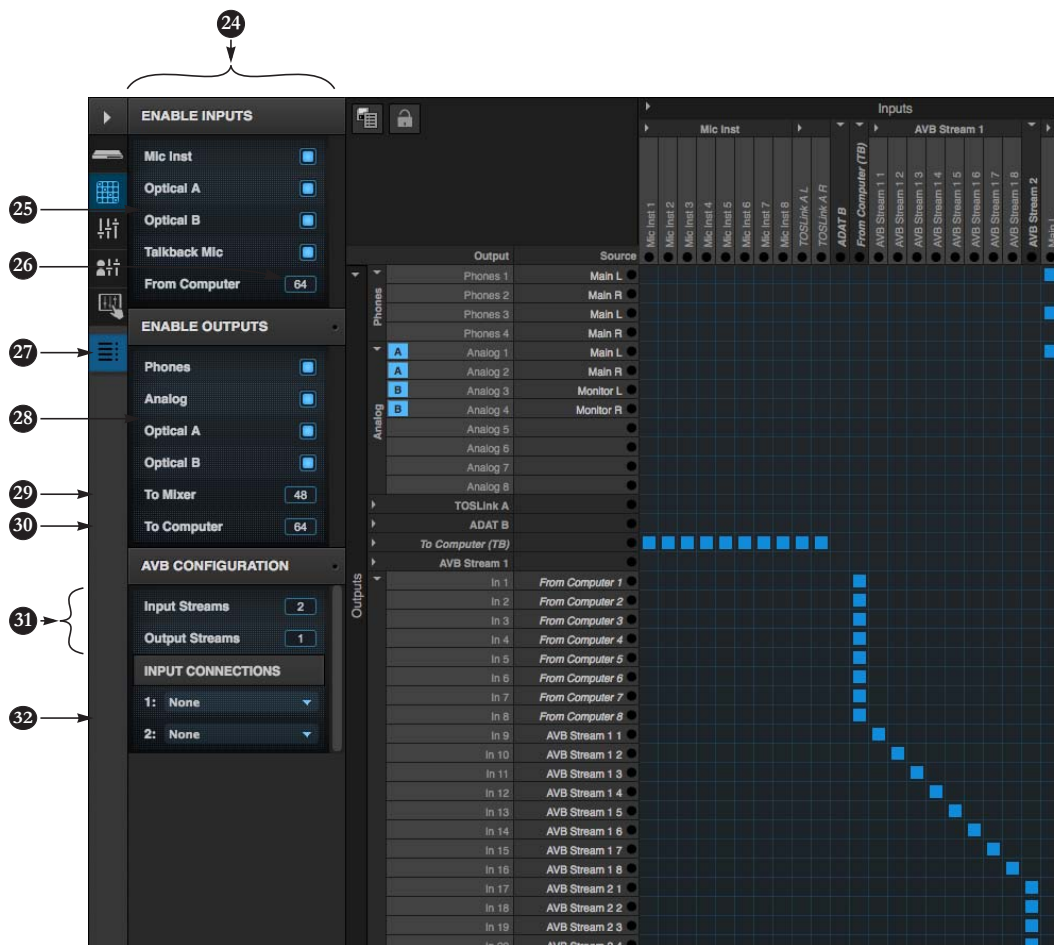 24
25
26
27
28
29
30
31
32
ENABLE INPUTS
Mic Inst
Optical A
Optical B
Talkback Mic
From Computer 64
ENABLE OUTPUTS
Phones
Analog
Optical A
Optical B
To Mixer 48
To Computer 64
AVB CONFIGURATION
Input Streams 2
Output Streams 1
INPUT CONNECTIONS
1: None
2: None
Inputs
Mic Inst
AVB Stream 1
Mic Inst 1
Mic Inst 2
Mic Inst 3
Mic Inst 4
Mic Inst 5
Mic Inst 6
Mic Inst 7
Mic Inst 8
TOSLink A L
TOSLink A R
ADAT B
From Computer (TB)
AVB Stream 1 1
AVB Stream 1 2
AVB Stream 1 3
AVB Stream 1 4
AVB Stream 1 5
AVB Stream 1 6
AVB Stream 1 7
AVB Stream 1 8
AVB Stream 2
Main L
Output Source
Outputs
Phones
Phones 1 Main L
Phones 2 Main R
Phones 3 Main L
Phones 4 Main R
Analog
A Analog 1 Main L
A Analog 2 Main R
B Analog 3 Monitor L
B Analog 4 Monitor R
Analog 5
Analog 6
Analog 7
Analog 8
TOSLink A
ADAT B
To Computer (TB)
AVB Stream 1
In 1 From Computer 1
In 2 From Computer 2
In 3 From Computer 3
In 4 From Computer 4
In 5 From Computer 5
In 6 From Computer 6
In 7 From Computer 7
In 8 From Computer 8
In 9 AVB Stream 1 1
In 10 AVB Stream 1 2
In 11 AVB Stream 1 3
In 12 AVB Stream 1 4
In 13 AVB Stream 1 5
In 14 AVB Stream 1 6
In 15 AVB Stream 1 7
In 16 AVB Stream 1 8
In 17 AVB Stream 2 1
In 18 AVB Stream 2 2
In 19 AVB Stream 2 3